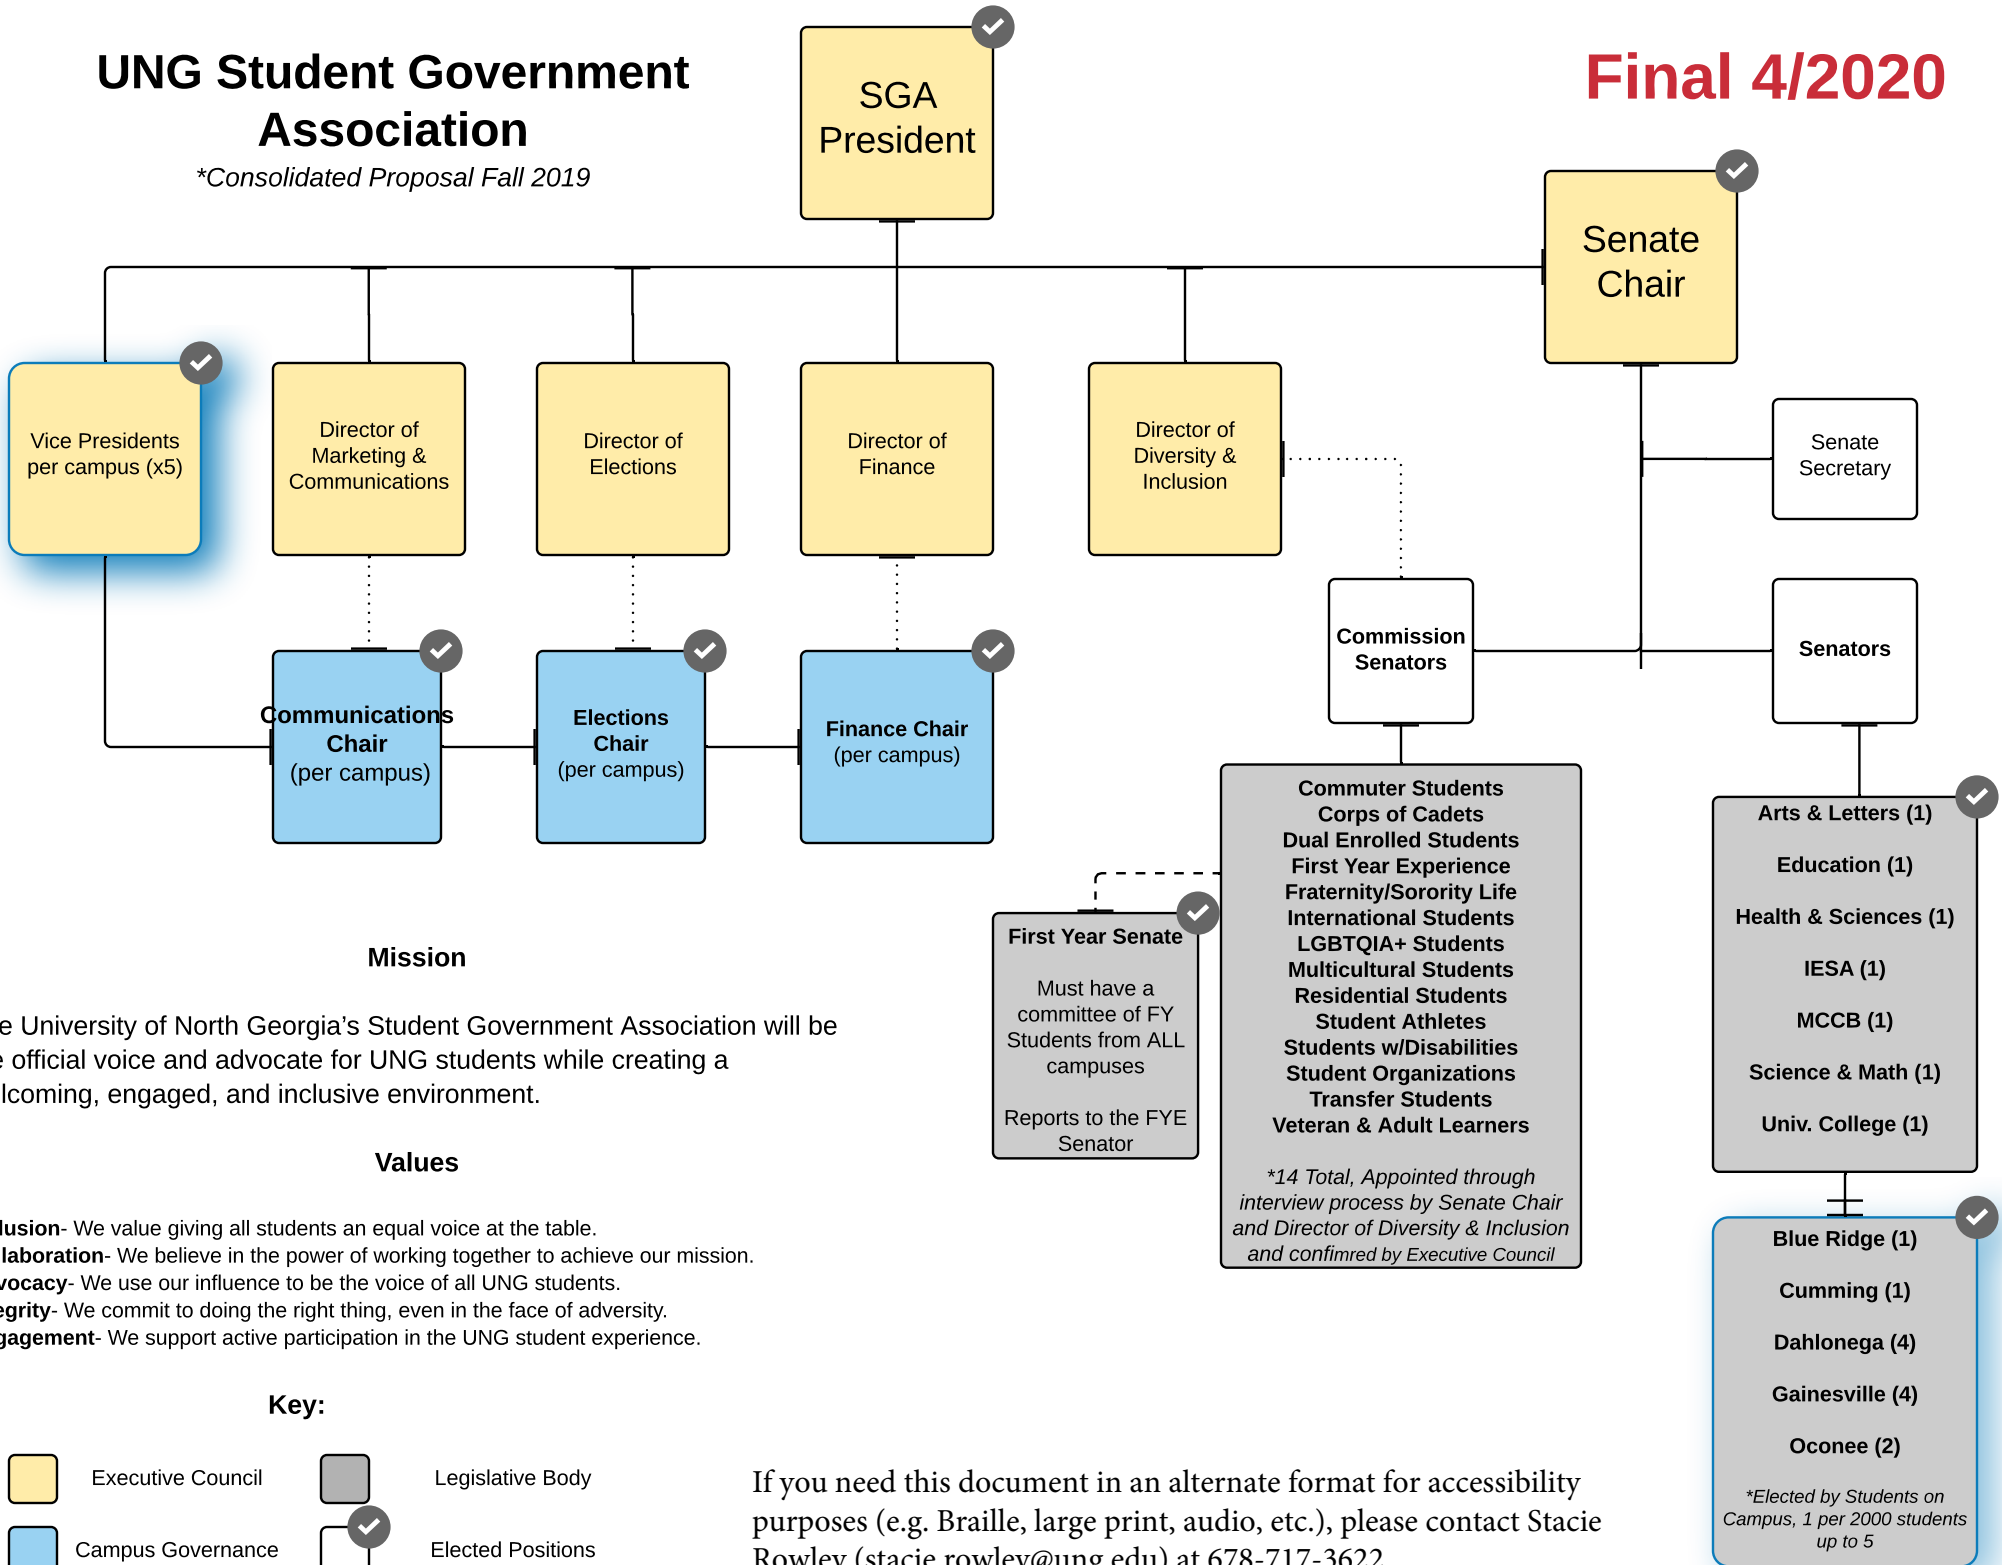 UNG Student Government
Association
*Consolidated Proposal Fall 2019
Final 4/2020
SGA
President
Senate
Chair
Vice Presidents
per campus (x5)
Director of
Marketing &
Communications
Director of
Elections
Director of
Finance
Director of
Diversity &
Inclusion
Senate
Secretary
Commission
Senators
Senators
Communications
Chair
(per campus)
Elections
Chair
(per campus)
Finance Chair
(per campus)
Commuter Students
Corps of Cadets
Dual Enrolled Students
First Year Experience
Fraternity/Sorority Life
International Students
LGBTQIA+ Students
Multicultural Students
Residential Students
Student Athletes
Students w/Disabilities
Student Organizations
Transfer Students
Veteran & Adult Learners
*14 Total, Appointed through
interview process by Senate Chair
and Director of Diversity & Inclusion
and confimred by Executive Council
First Year Senate
Must have a
committee of FY
Students from ALL
campuses
Reports to the FYE
Senator
Arts & Letters (1)
Education (1)
Health & Sciences (1)
IESA (1)
MCCB (1)
Science & Math (1)
Univ. College (1)
Blue Ridge (1)
Cumming (1)
Dahlonega (4)
Gainesville (4)
Oconee (2)
*Elected by Students on
Campus, 1 per 2000 students
up to 5
Mission
e University of North Georgia’s Student Government Association will be
e official voice and advocate for UNG students while creating a
lcoming, engaged, and inclusive environment.
Values
lusion- We value giving all students an equal voice at the table.
laboration- We believe in the power of working together to achieve our mission.
vocacy- We use our influence to be the voice of all UNG students.
egrity- We commit to doing the right thing, even in the face of adversity.
gagement- We support active participation in the UNG student experience.
Key:
Executive Council
Legislative Body
Campus Governance
Elected Positions
If you need this document in an alternate format for accessibility
purposes (e.g. Braille, large print, audio, etc.), please contact Stacie
Rowley (stacie.rowley@ung.edu) at 678-717-3622